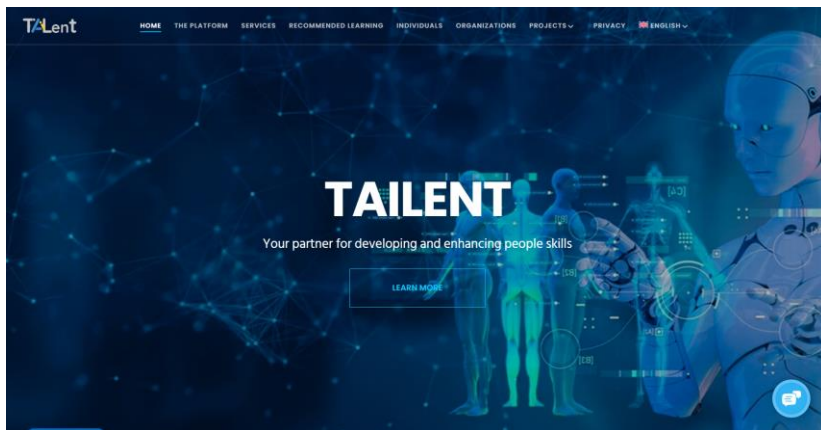 TAILent
HOME THE PLATFORM SERVICES RECOMMENDED LEARNING INDIVIDUALS ORGANIZATIONS PROJECTS PRIVACY ENGLISH
TAILENT
Your partner for developing and enhancing people skills
LEARN MORE